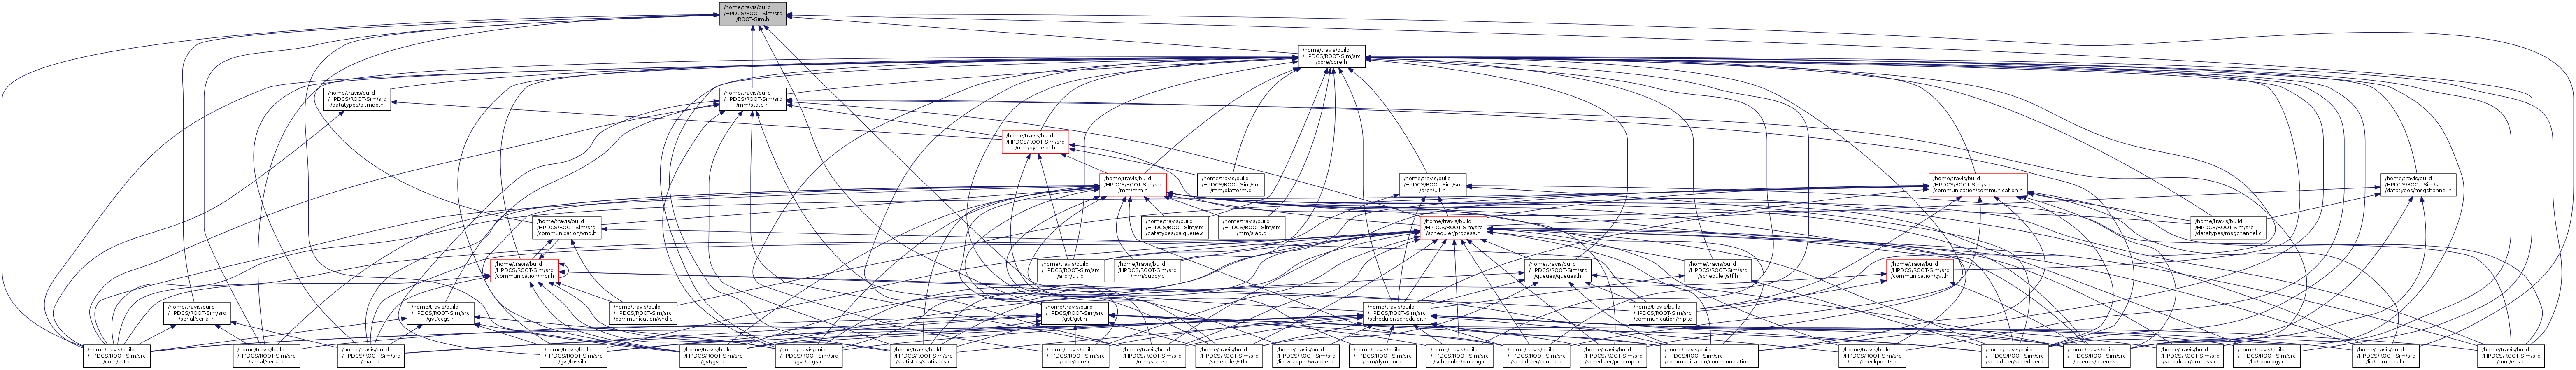 /home/travis/build
/HPDCS/ROOT-Sim/src
/ROOT-Sim.h
/home/travis/build
/HPDCS/ROOT-Sim/src
/core/core.h
/home/travis/build
/HPDCS/ROOT-Sim/src
/datatypes/bitmap.h
/home/travis/build
/HPDCS/ROOT-Sim/src
/mm/state.h
/home/travis/build
/HPDCS/ROOT-Sim/src
/mm/dymelor.h
/home/travis/build
/HPDCS/ROOT-Sim/src
/mm/mm.h
/home/travis/build
/HPDCS/ROOT-Sim/src
/mm/platform.c
/home/travis/build
/HPDCS/ROOT-Sim/src
/arch/ult.h
/home/travis/build
/HPDCS/ROOT-Sim/src
/communication/communication.h
/home/travis/build
/HPDCS/ROOT-Sim/src
/datatypes/msgchannel.h
/home/travis/build
/HPDCS/ROOT-Sim/src
/communication/wnd.h
/home/travis/build
/HPDCS/ROOT-Sim/src
/datatypes/calqueue.c
/home/travis/build
/HPDCS/ROOT-Sim/src
/mm/slab.c
/home/travis/build
/HPDCS/ROOT-Sim/src
/scheduler/process.h
/home/travis/build
/HPDCS/ROOT-Sim/src
/datatypes/msgchannel.c
/home/travis/build
/HPDCS/ROOT-Sim/src
/communication/mpi.h
/home/travis/build
/HPDCS/ROOT-Sim/src
/arch/ult.c
/home/travis/build
/HPDCS/ROOT-Sim/src
/mm/buddy.c
/home/travis/build
/HPDCS/ROOT-Sim/src
/queues/queues.h
/home/travis/build
/HPDCS/ROOT-Sim/src
/scheduler/stf.h
/home/travis/build
/HPDCS/ROOT-Sim/src
/communication/gvt.h
/home/travis/build
/HPDCS/ROOT-Sim/src
/serial/serial.h
/home/travis/build
/HPDCS/ROOT-Sim/src
/gvt/ccgs.h
/home/travis/build
/HPDCS/ROOT-Sim/src
/communication/wnd.c
/home/travis/build
/HPDCS/ROOT-Sim/src
/gvt/gvt.h
/home/travis/build
/HPDCS/ROOT-Sim/src
/scheduler/scheduler.h
/home/travis/build
/HPDCS/ROOT-Sim/src
/communication/mpi.c
/home/travis/build
/HPDCS/ROOT-Sim/src
/core/init.c
/home/travis/build
/HPDCS/ROOT-Sim/src
/serial/serial.c
/home/travis/build
/HPDCS/ROOT-Sim/src
/main.c
/home/travis/build
/HPDCS/ROOT-Sim/src
/gvt/fossil.c
/home/travis/build
/HPDCS/ROOT-Sim/src
/gvt/gvt.c
/home/travis/build
/HPDCS/ROOT-Sim/src
/gvt/ccgs.c
/home/travis/build
/HPDCS/ROOT-Sim/src
/statistics/statistics.c
/home/travis/build
/HPDCS/ROOT-Sim/src
/core/core.c
/home/travis/build
/HPDCS/ROOT-Sim/src
/mm/state.c
/home/travis/build
/HPDCS/ROOT-Sim/src
/scheduler/stf.c
/home/travis/build
/HPDCS/ROOT-Sim/src
/lib-wrapper/wrapper.c
/home/travis/build
/HPDCS/ROOT-Sim/src
/mm/dymelor.c
/home/travis/build
/HPDCS/ROOT-Sim/src
/scheduler/binding.c
/home/travis/build
/HPDCS/ROOT-Sim/src
/scheduler/control.c
/home/travis/build
/HPDCS/ROOT-Sim/src
/scheduler/preempt.c
/home/travis/build
/HPDCS/ROOT-Sim/src
/communication/communication.c
/home/travis/build
/HPDCS/ROOT-Sim/src
/mm/checkpoints.c
/home/travis/build
/HPDCS/ROOT-Sim/src
/scheduler/scheduler.c
/home/travis/build
/HPDCS/ROOT-Sim/src
/queues/queues.c
/home/travis/build
/HPDCS/ROOT-Sim/src
/scheduler/process.c
/home/travis/build
/HPDCS/ROOT-Sim/src
/lib/topology.c
/home/travis/build
/HPDCS/ROOT-Sim/src
/lib/numerical.c
/home/travis/build
/HPDCS/ROOT-Sim/src
/mm/ecs.c